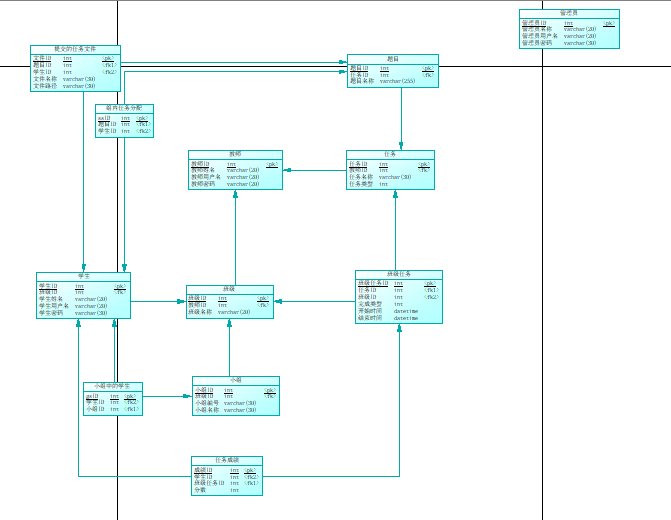 管理员
管理员ID int <pk>
管理员名称 varchar(20)
管理员用户名 varchar(20)
管理员密码 varchar(20)
提交的任务文件
文件ID int <pk>
题目ID int <fk1>
学生ID int <fk2>
文件名称 varchar(30)
文件路径 varchar(30)
题目
题目ID int <pk>
任务ID int <fk>
题目名称 varchar(255)
组界任务分配
ssID int <pk>
题目ID int <fk1>
学生ID int <fk2>
教师
教师ID int <pk>
教师姓名 varchar(20)
教师用户名 varchar(20)
教师密码 varchar(20)
任务
任务ID int <pk>
教师ID int <fk>
任务名称 varchar(30)
任务类型 int
学生
学生ID int <pk>
班级ID int <fk>
学生姓名 varchar(20)
学生用户名 varchar(20)
学生密码 varchar(30)
班级
班级ID int <pk>
教师ID int <fk>
班级名称 varchar(20)
班级任务
班级任务ID int <pk>
任务ID int <fk1>
班级ID int <fk2>
完成类型 int
开始时间 datetime
结束时间 datetime
小组中的学生
gsID int <pk>
学生ID int <fk2>
小组ID int <fk1>
小组
小组ID int <pk>
班级ID int <fk>
小组编号 varchar(30)
小组名称 varchar(30)
任务成绩
成绩ID int <pk>
学生ID int <fk2>
班级任务ID int <fk1>
分数 int